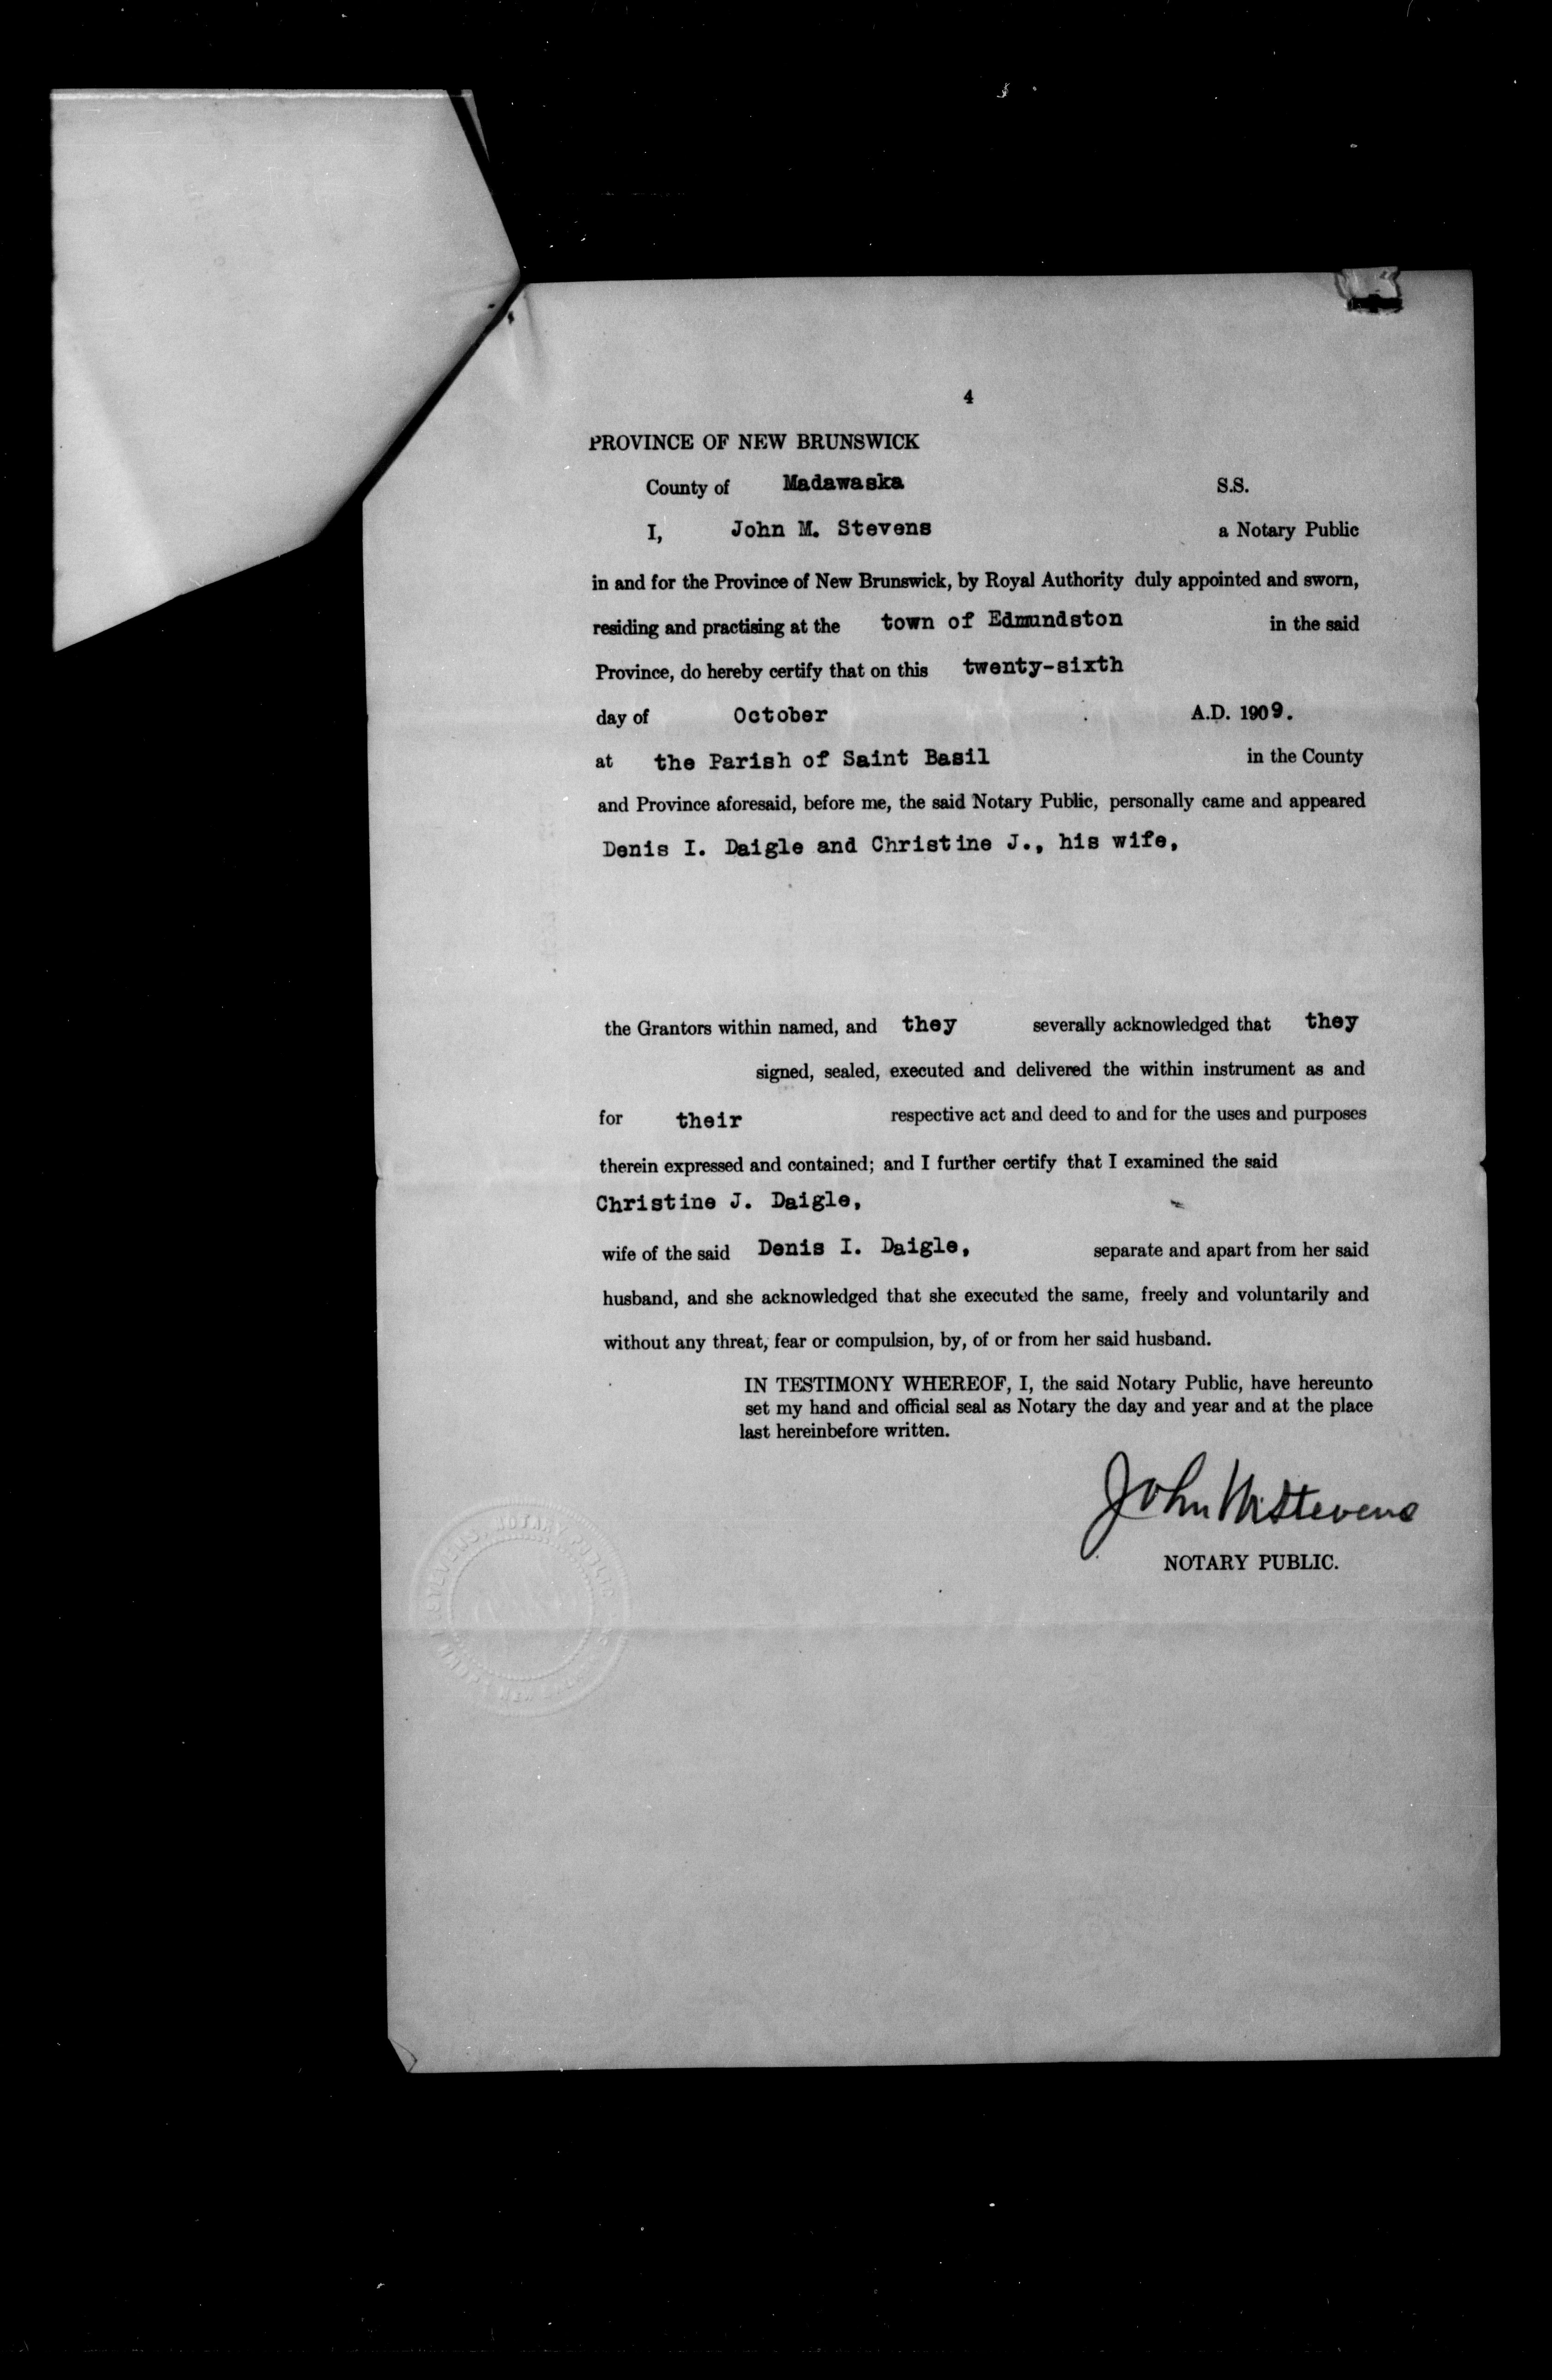 4
PROVINCE OF NEW BRUNSWICK
County of Madawaska S.S.
I, John M. Stevens a Notary Public
in and for the Province of New Brunswick, by Royal Authority duly appointed and sworn,
residing and practising at the town of Edmundston in the said
Province, do hereby certify that on this twenty-sixth
day of October A.D. 1909.
at the Parish of Saint Basil in the County
and Province aforesaid, before me, the said Notary Public, personally came and appeared
Denis I. Daigle and Christine J., his wife,
the Grantors within named, and they severally acknowledged that they
signed, sealed, executed and delivered the within instrument as and
for their respective act and deed to and for the uses and purposes
therein expressed and contained; and I further certify that I examined the said
Christine J. Daigle,
wife of the said Denis I. Daigle, separate and apart from her said
husband, and she acknowledged that she executed the same, freely and voluntarily and
without any threat, fear or compulsion, by, of or from her said husband.
IN TESTIMONY WHEREOF, I, the said Notary Public, have hereunto
set my hand and official seal as Notary the day and year and at the place
last hereinbefore written.
John M Stevens
NOTARY PUBLIC.
STEVENS, NOTARY PUBLIC